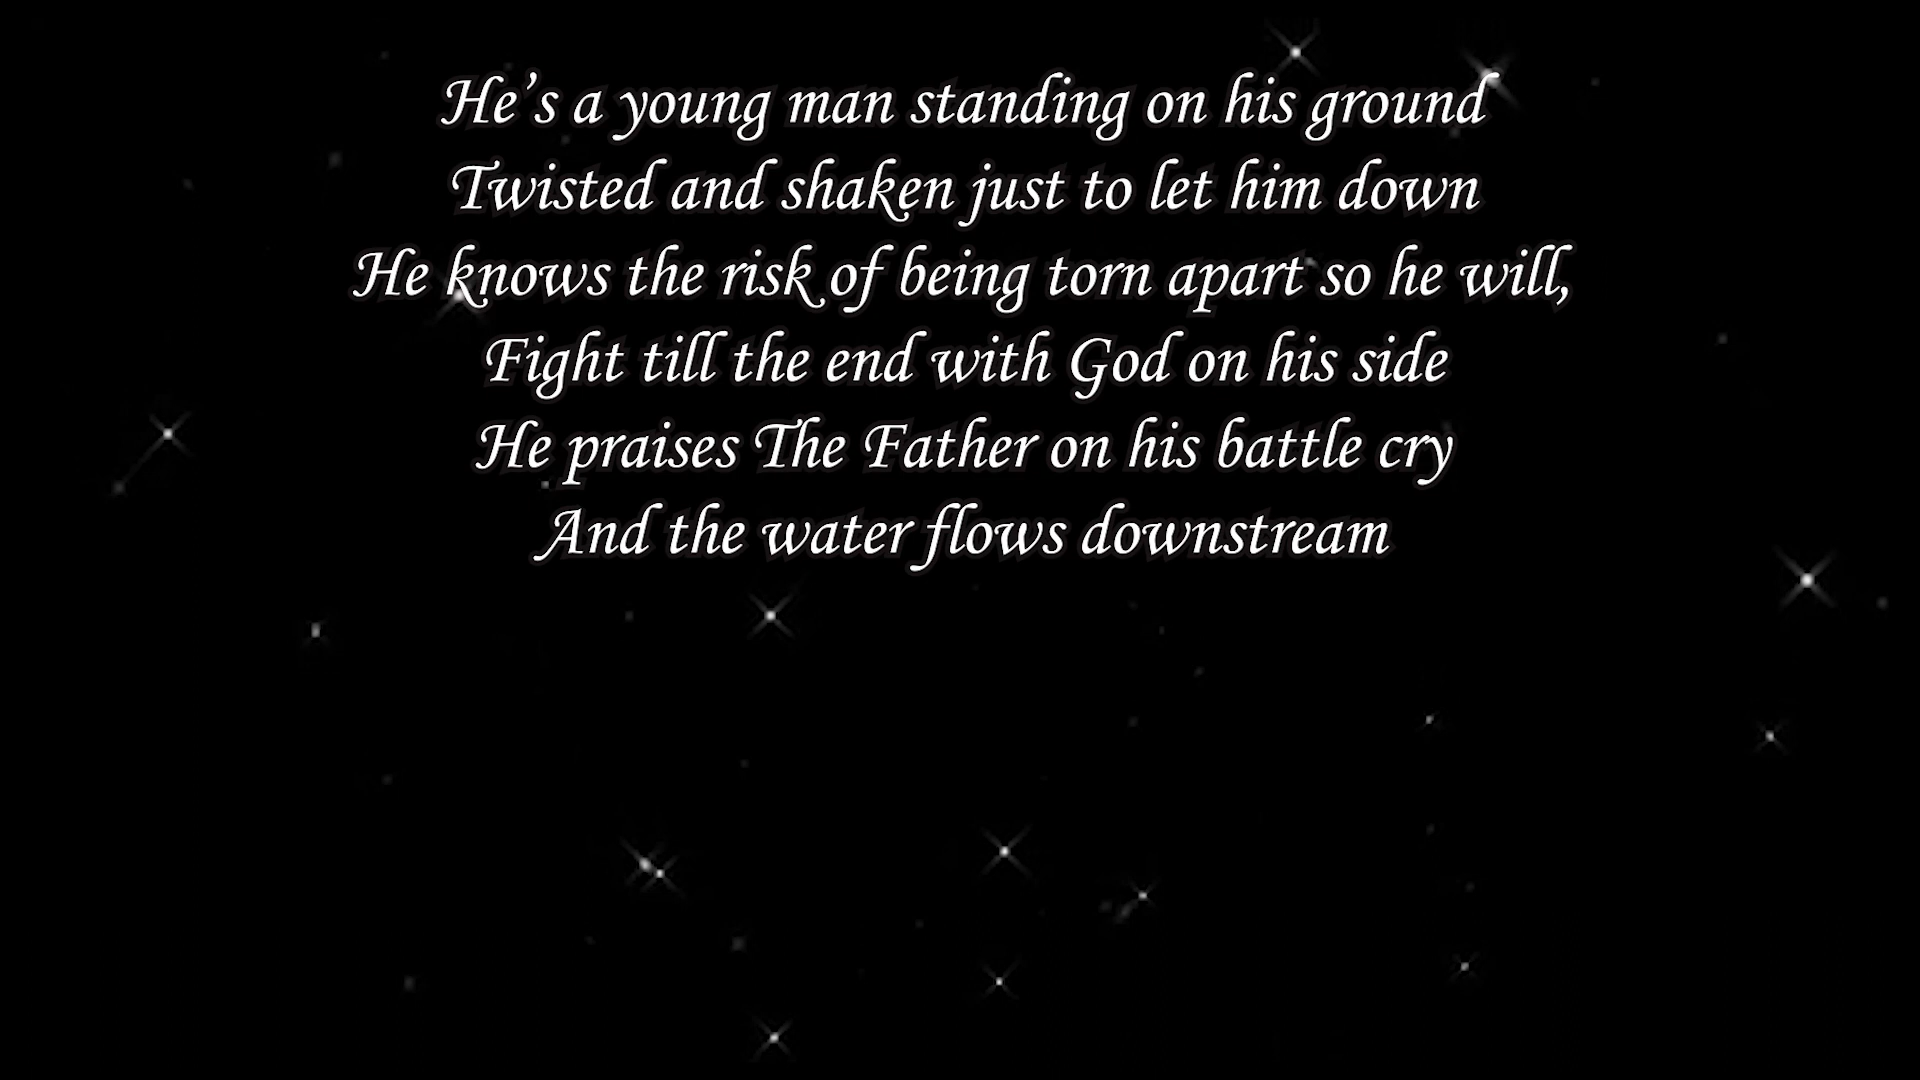 He’s a young man standing on his ground
Twisted and shaken just to let him down
He knows the risk of being torn apart so he will,
Fight till the end with God on his side
He praises The Father on his battle cry
And the water flows downstream